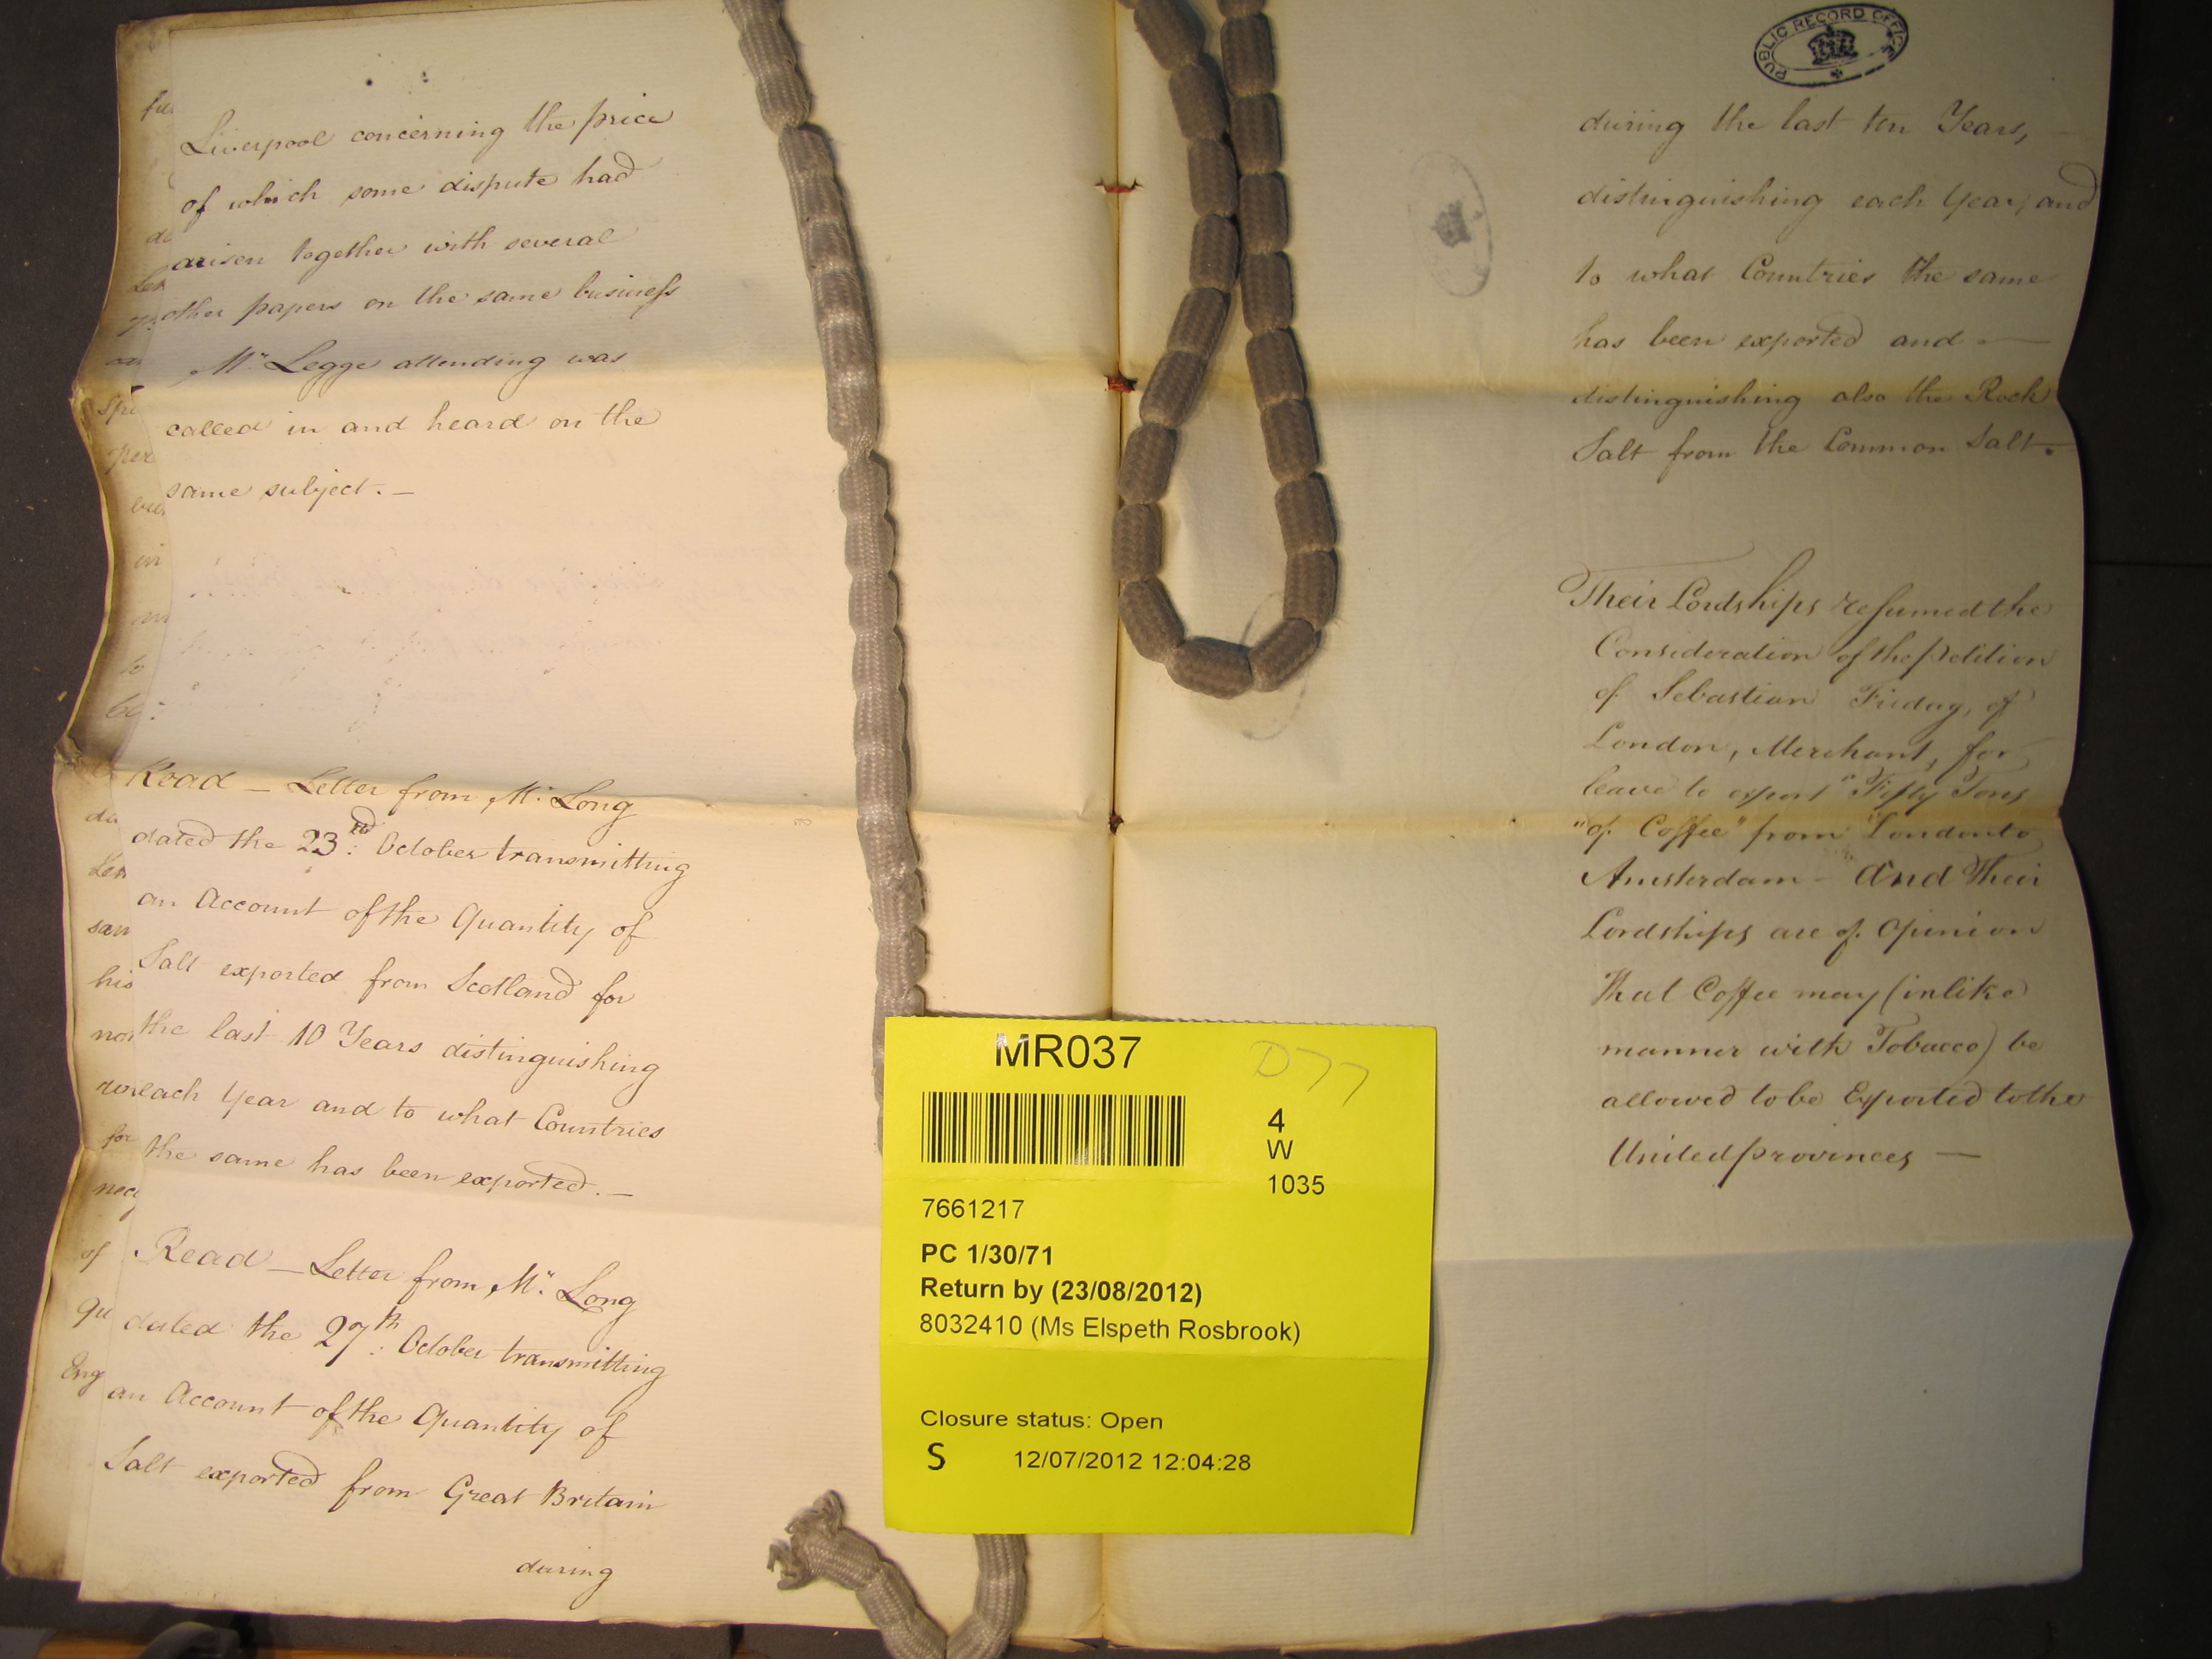 Liverpool concerning the price
of which some dispute had
arisen together with several
other papers on the same business
Mr. Legge attending was
called in and heard on the
same subject. —
Read — Letter from Mr. Long
dated the 23rd: October transmitting
an Account of the Quantity of
Salt exported from Scotland for
the last 10 Years distinguishing
each Year and to what Countries
the same has been exported. —
Read — Letter from Mr. Long
dated the 27th: October transmitting
an Account of the Quantity of
Salt exported from Great Britain
during
PUBLIC RECORD OFFICE
during the last ten Years, —
distinguishing each Year, and
to what Countries the same
has been exported and —
distinguishing also the Rock
Salt from the Common Salt.
Their Lordships resumed the
Consideration of the petition
of Sebastian Friday, of
London, Merchant, for
leave to export "Fifty Tons
"of Coffee" from London to
Amsterdam — And Their
Lordships are of Opinion
That Coffee may (in like
manner with Tobacco) be
allowed to be Exported to the
United provinces —
MR037
D77
4
W
1035
7661217
PC 1/30/71
Return by (23/08/2012)
8032410 (Ms Elspeth Rosbrook)
Closure status: Open
S 12/07/2012 12:04:28